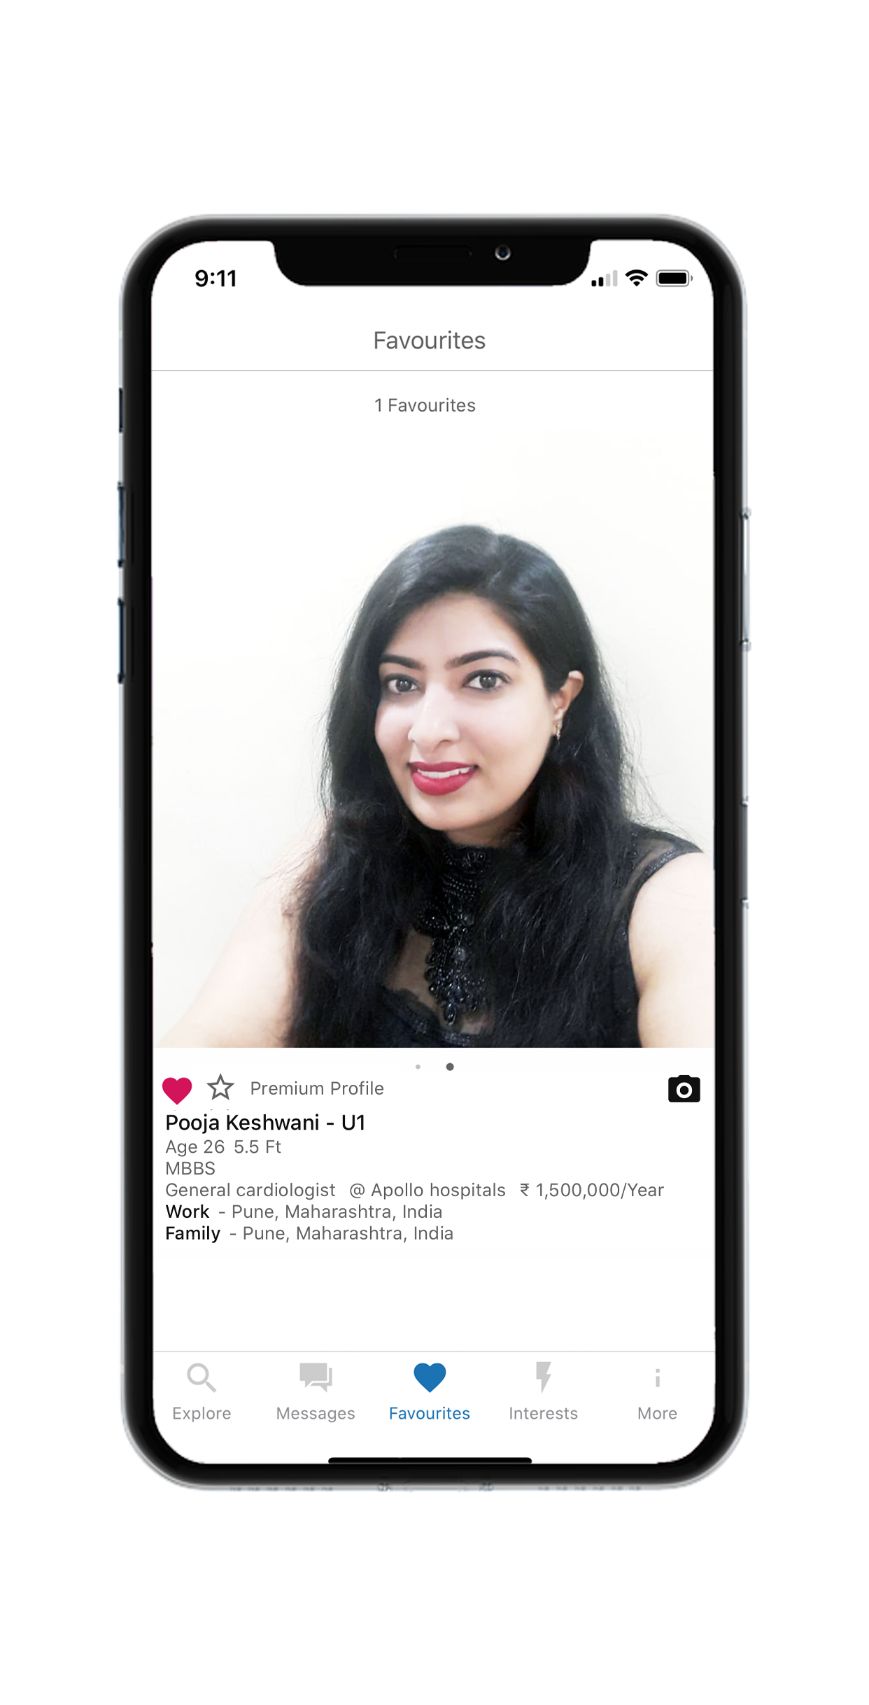 9:11
Favourites
1 Favourites
Premium Profile
Pooja Keshwani - U1
Age 26 5.5 Ft
MBBS
General cardiologist @ Apollo hospitals ₹ 1,500,000/Year
Work - Pune, Maharashtra, India
Family - Pune, Maharashtra, India
Explore Messages Favourites Interests More